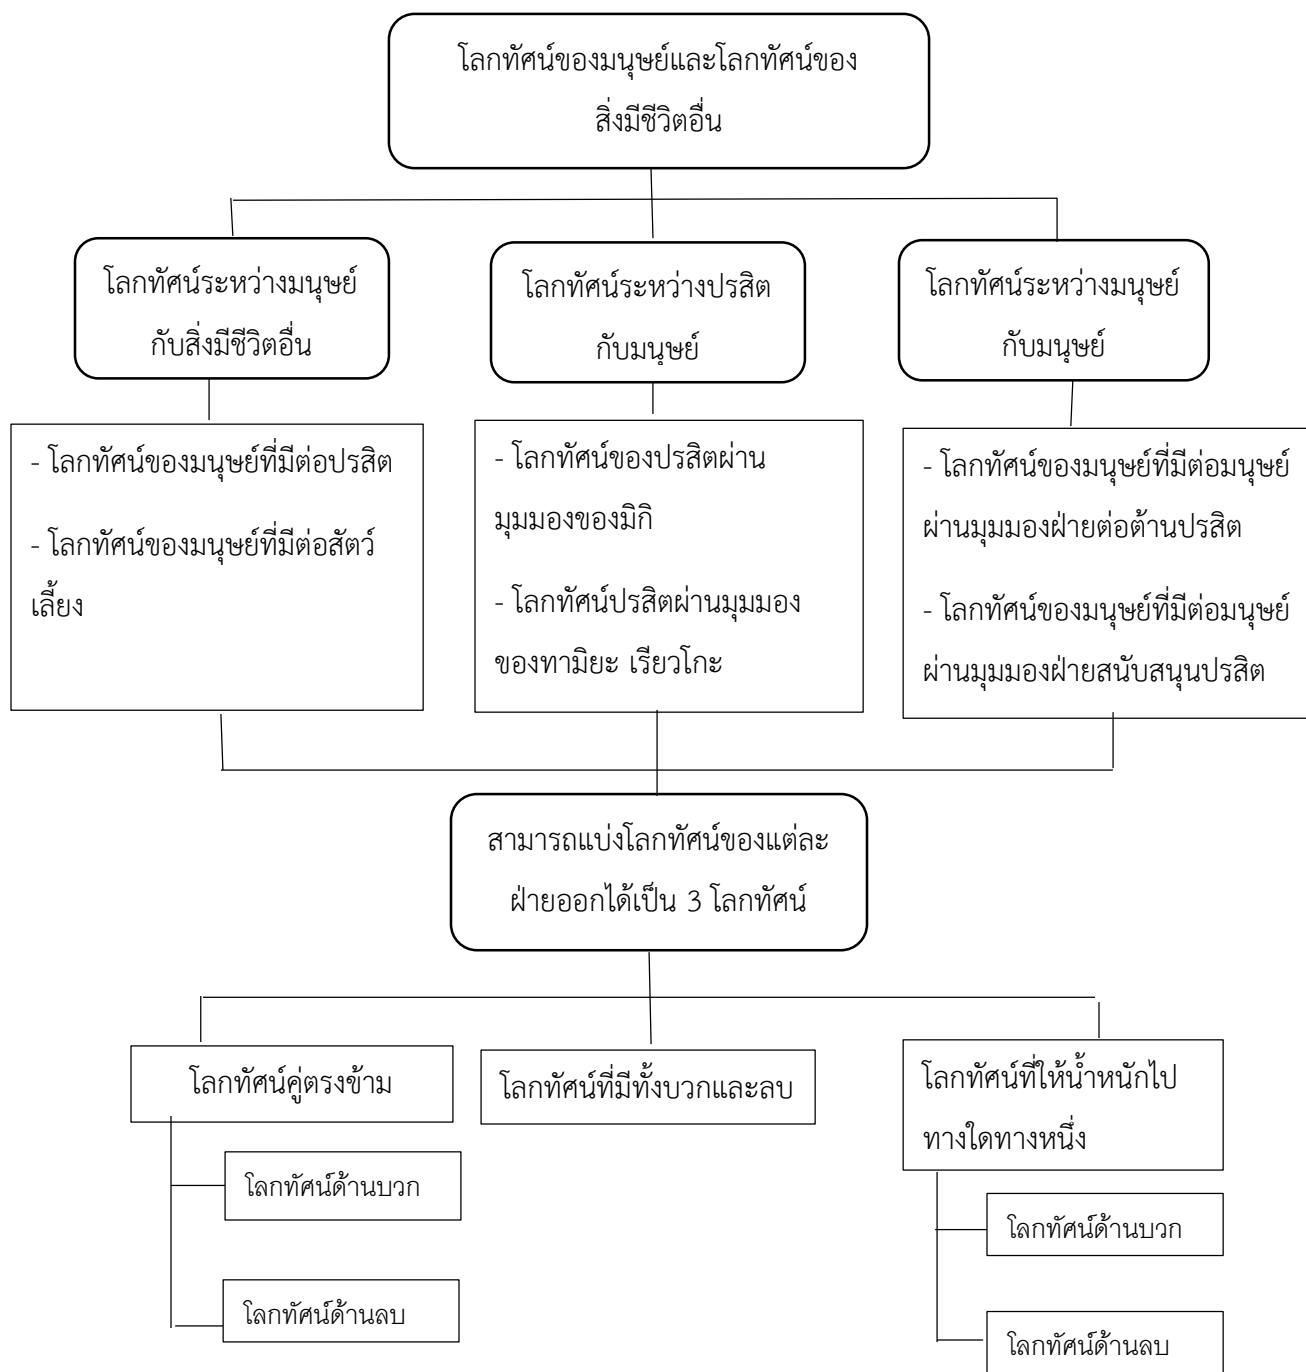 โลกทัศน์ของมนุษย์และโลกทัศน์ของ
สิ่งมีชีวิตอื่น
โลกทัศน์ระหว่างมนุษย์
กับสิ่งมีชีวิตอื่น
โลกทัศน์ระหว่างปรสิต
กับมนุษย์
โลกทัศน์ระหว่างมนุษย์
กับมนุษย์
- โลกทัศน์ของมนุษย์ที่มีต่อปรสิต
- โลกทัศน์ของมนุษย์ที่มีต่อสัตว์
เลี้ยง
- โลกทัศน์ของปรสิตผ่าน
มุมมองของมิกิ
- โลกทัศน์ปรสิตผ่านมุมมอง
ของทามิยะ เรียวโกะ
- โลกทัศน์ของมนุษย์ที่มีต่อมนุษย์
ผ่านมุมมองฝ่ายต่อต้านปรสิต
- โลกทัศน์ของมนุษย์ที่มีต่อมนุษย์
ผ่านมุมมองฝ่ายสนับสนุนปรสิต
สามารถแบ่งโลกทัศน์ของแต่ละ
ฝ่ายออกได้เป็น 3 โลกทัศน์
โลกทัศน์คู่ตรงข้าม
โลกทัศน์ด้านบวก
โลกทัศน์ด้านลบ
โลกทัศน์ที่มีทั้งบวกและลบ
โลกทัศน์ที่ให้น้ำหนักไป
ทางใดทางหนึ่ง
โลกทัศน์ด้านบวก
โลกทัศน์ด้านลบ